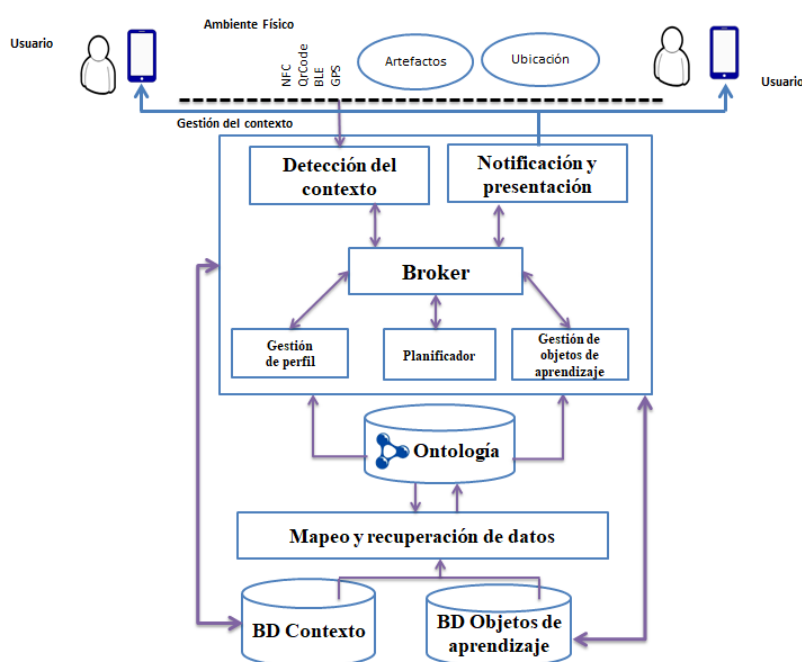 Usuario
Ambiente Físico
NFC
QrCode
BLE
GPS
Artefactos
Ubicación
Usuario
Gestión del contexto
Detección del
contexto
Notificación y
presentación
Broker
Gestión
de perfil
Planificador
Gestión de
objetos de
aprendizaje
Ontología
Mapeo y recuperación de datos
BD Contexto
BD Objetos de
aprendizaje